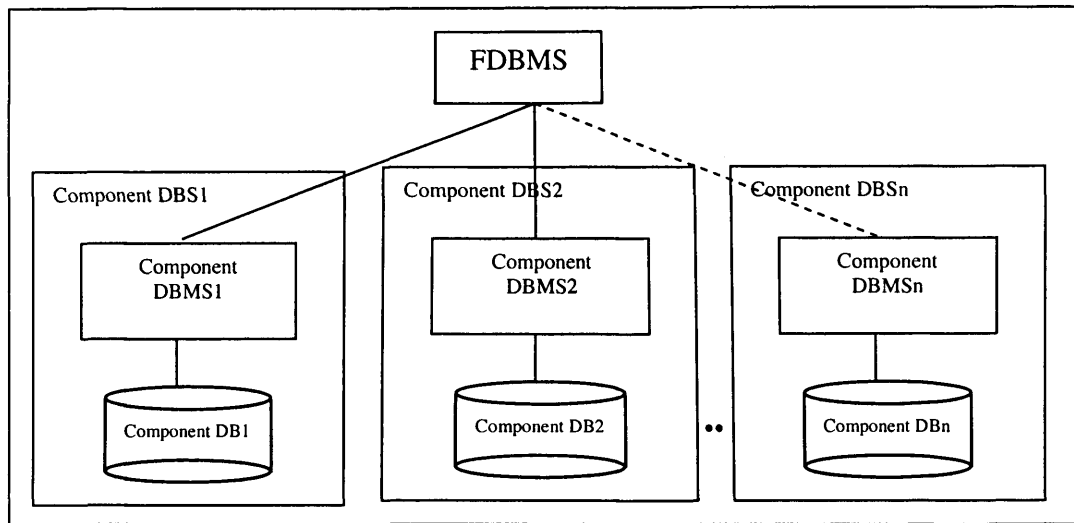 FDBMS
Component DBS1
Component DBS2
Component DBSn
Component
DBMS1
Component
DBMS2
Component
DBMSn
Component DB1
Component DB2
••
Component DBn